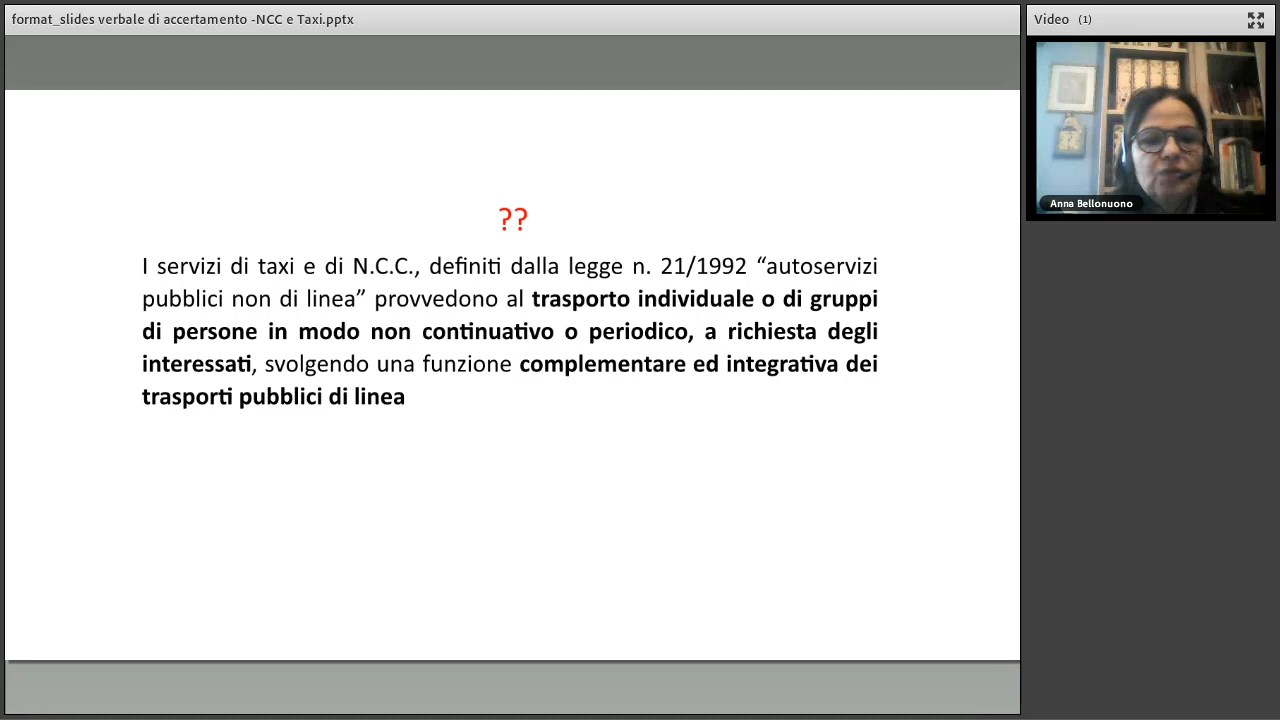 format_slides verbale di accertamento -NCC e Taxi.pptx
Video (1)
Anna Bellonuono
??
I servizi di taxi e di N.C.C., definiti dalla legge n. 21/1992 “autoservizi
pubblici non di linea” provvedono al trasporto individuale o di gruppi
di persone in modo non continuativo o periodico, a richiesta degli
interessati, svolgendo una funzione complementare ed integrativa dei
trasporti pubblici di linea